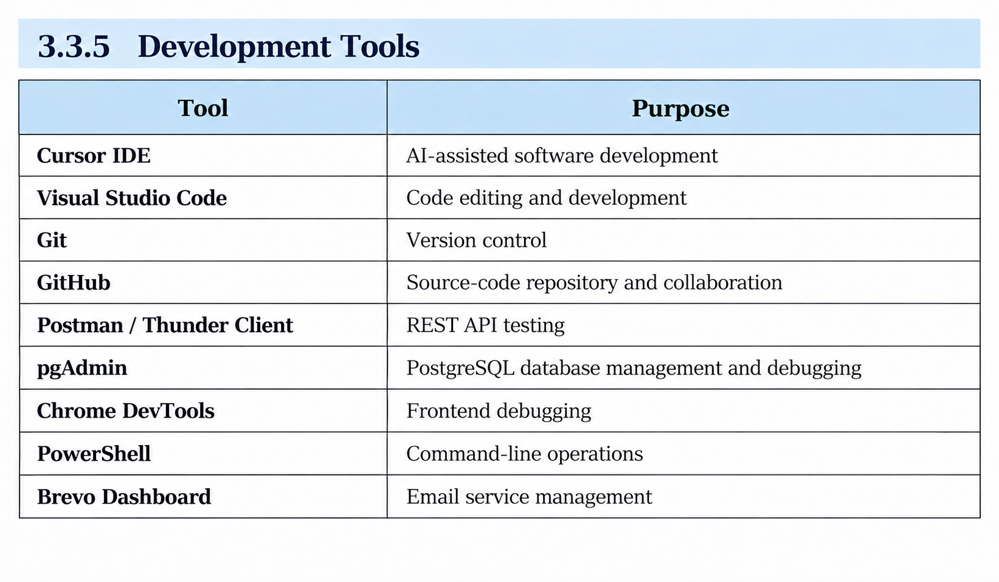 3.3.5 Development Tools
Tool Purpose
Cursor IDE AI-assisted software development
Visual Studio Code Code editing and development
Git Version control
GitHub Source-code repository and collaboration
Postman / Thunder Client REST API testing
pgAdmin PostgreSQL database management and debugging
Chrome DevTools Frontend debugging
PowerShell Command-line operations
Brevo Dashboard Email service management